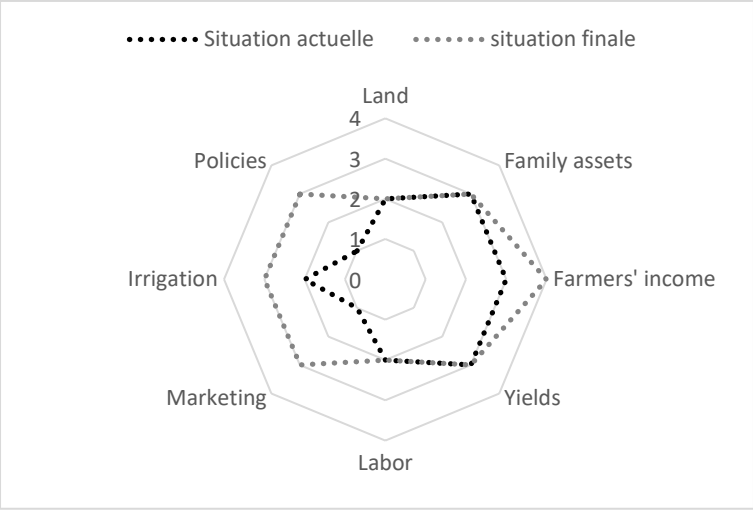 Situation actuelle situation finale
Land
4
Policies 3 Family assets
2
1
Irrigation 0 Farmers' income
Marketing Yields
Labor